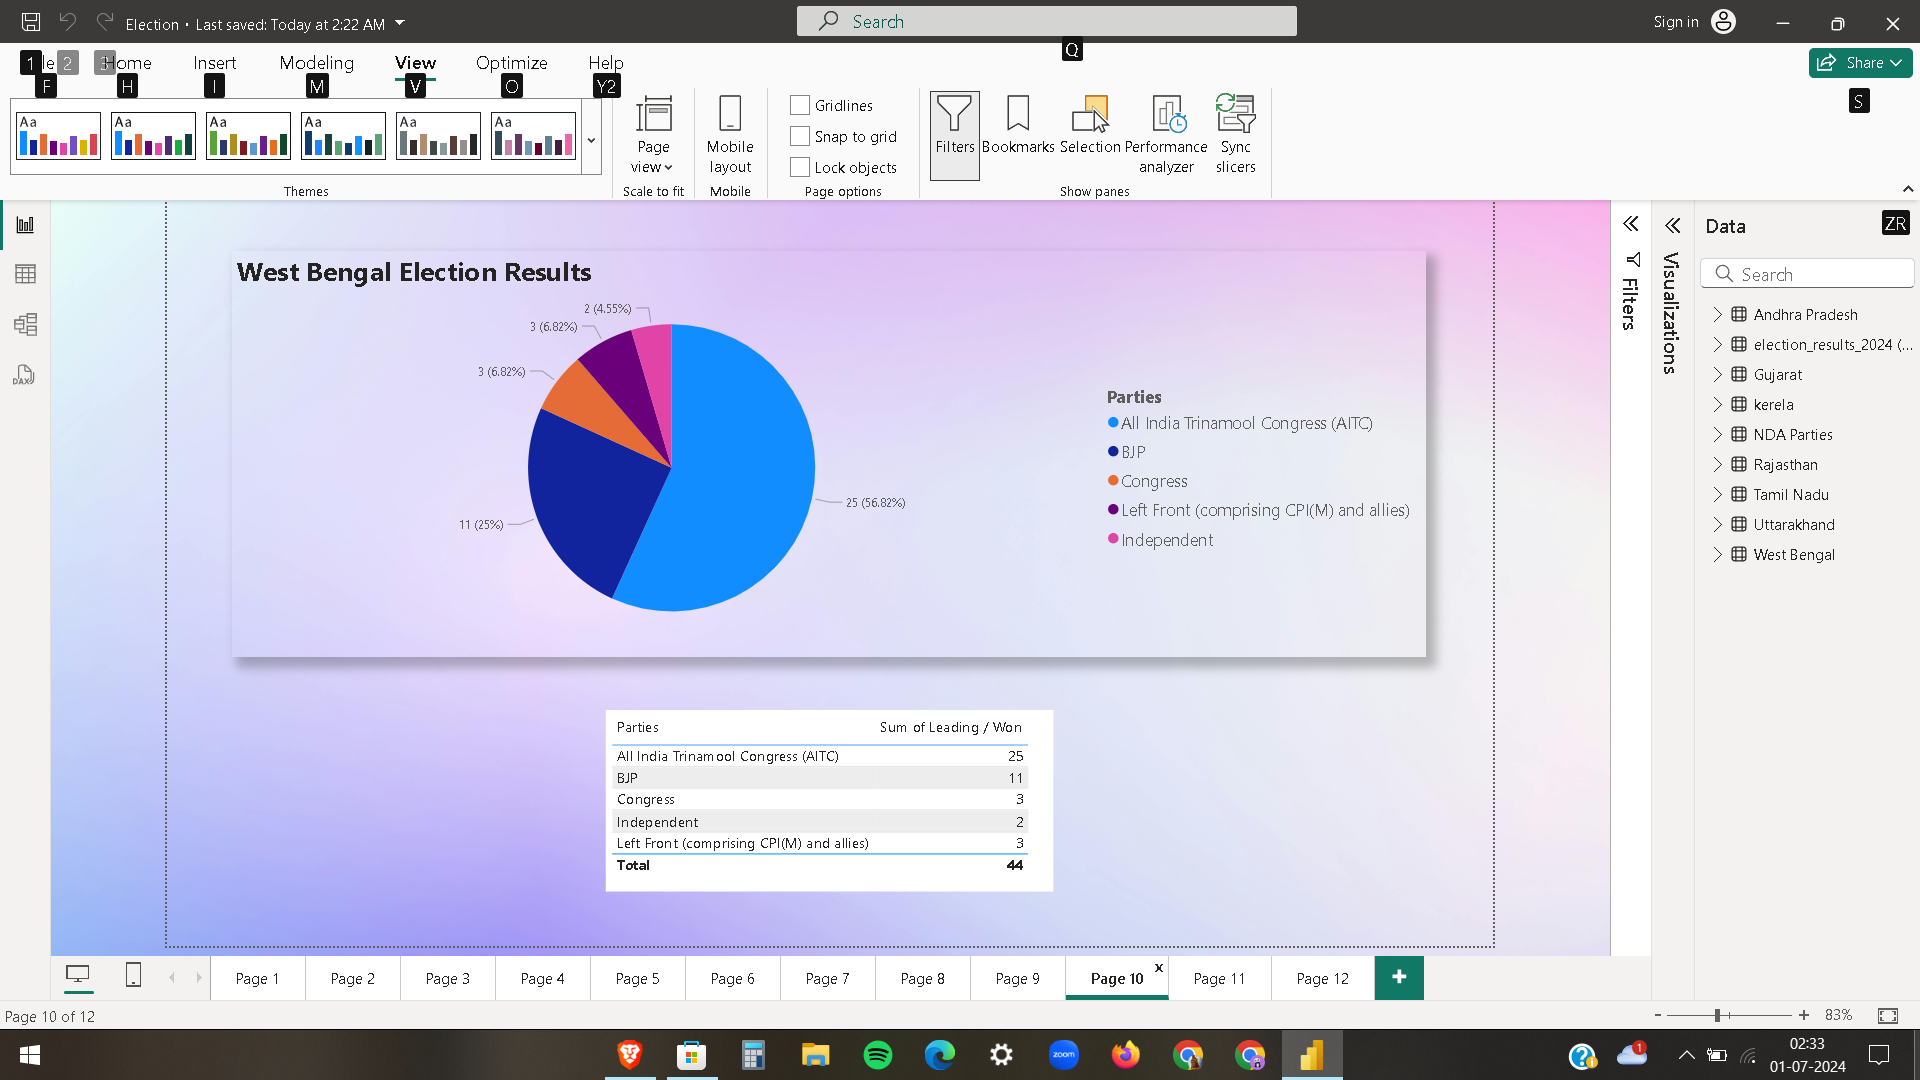 Election • Last saved: Today at 2:22 AM
Search
Sign in
Q
1 le 2 3 Home Insert Modeling View Optimize Help
F H I M V O Y2
Share
S
Aa Aa Aa Aa Aa Aa
Themes
Page view
Scale to fit
Mobile layout
Mobile
Gridlines
Snap to grid
Lock objects
Page options
Filters
Bookmarks
Selection
Performance analyzer
Sync slicers
Show panes
DAX
West Bengal Election Results
2 (4.55%)
3 (6.82%)
3 (6.82%)
11 (25%)
25 (56.82%)
Parties
All India Trinamool Congress (AITC)
BJP
Congress
Left Front (comprising CPI(M) and allies)
Independent
Parties Sum of Leading / Won
All India Trinamool Congress (AITC) 25
BJP 11
Congress 3
Independent 2
Left Front (comprising CPI(M) and allies) 3
Total 44
Filters
Visualizations
Data
ZR
Search
Andhra Pradesh
election_results_2024 (...
Gujarat
kerela
NDA Parties
Rajasthan
Tamil Nadu
Uttarakhand
West Bengal
Page 1 Page 2 Page 3 Page 4 Page 5 Page 6 Page 7 Page 8 Page 9 Page 10 x Page 11 Page 12 +
Page 10 of 12
- + 83%
zoom
1
02:33
01-07-2024